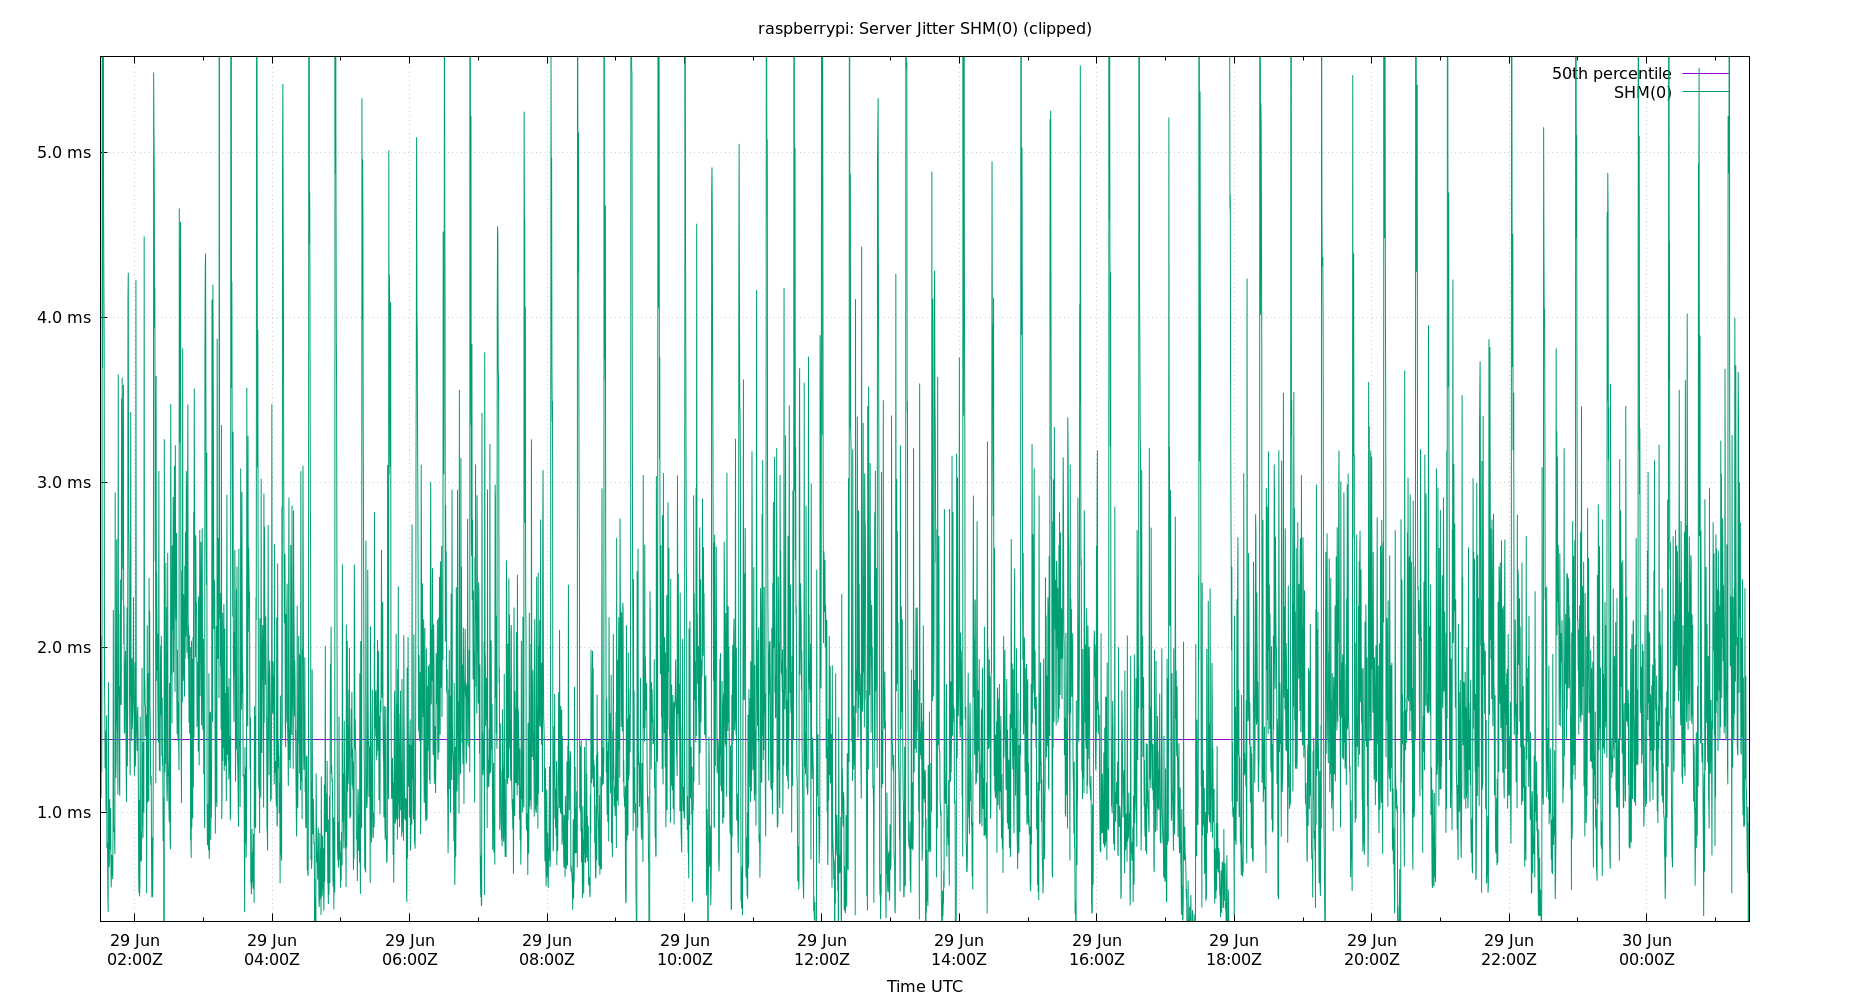 raspberrypi: Server Jitter SHM(0) (clipped)
50th percentile
SHM(0)
5.0 ms
4.0 ms
3.0 ms
2.0 ms
1.0 ms
29 Jun 29 Jun 29 Jun 29 Jun 29 Jun 29 Jun 29 Jun 29 Jun 29 Jun 29 Jun 29 Jun 30 Jun
02:00Z 04:00Z 06:00Z 08:00Z 10:00Z 12:00Z 14:00Z 16:00Z 18:00Z 20:00Z 22:00Z 00:00Z
Time UTC